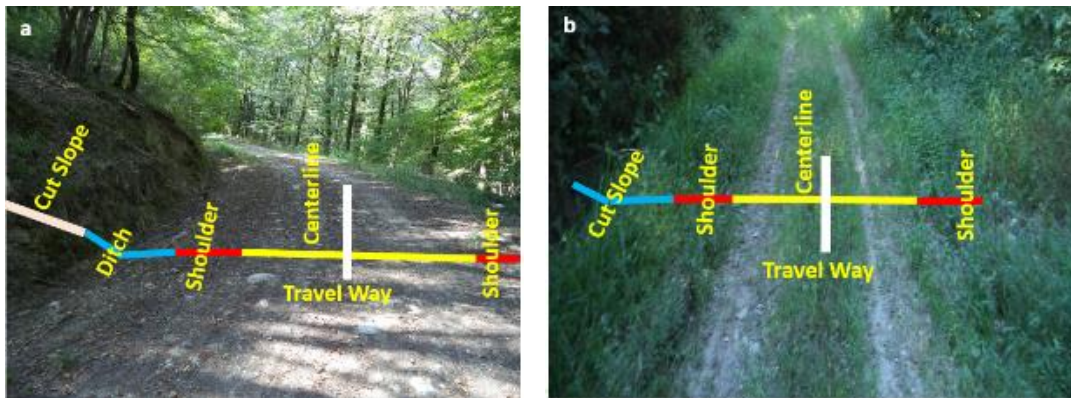 a
Cut Slope
Ditch
Shoulder
Centerline
Travel Way
Shoulder
b
Cut Slope
Shoulder
Centerline
Travel Way
Shoulder